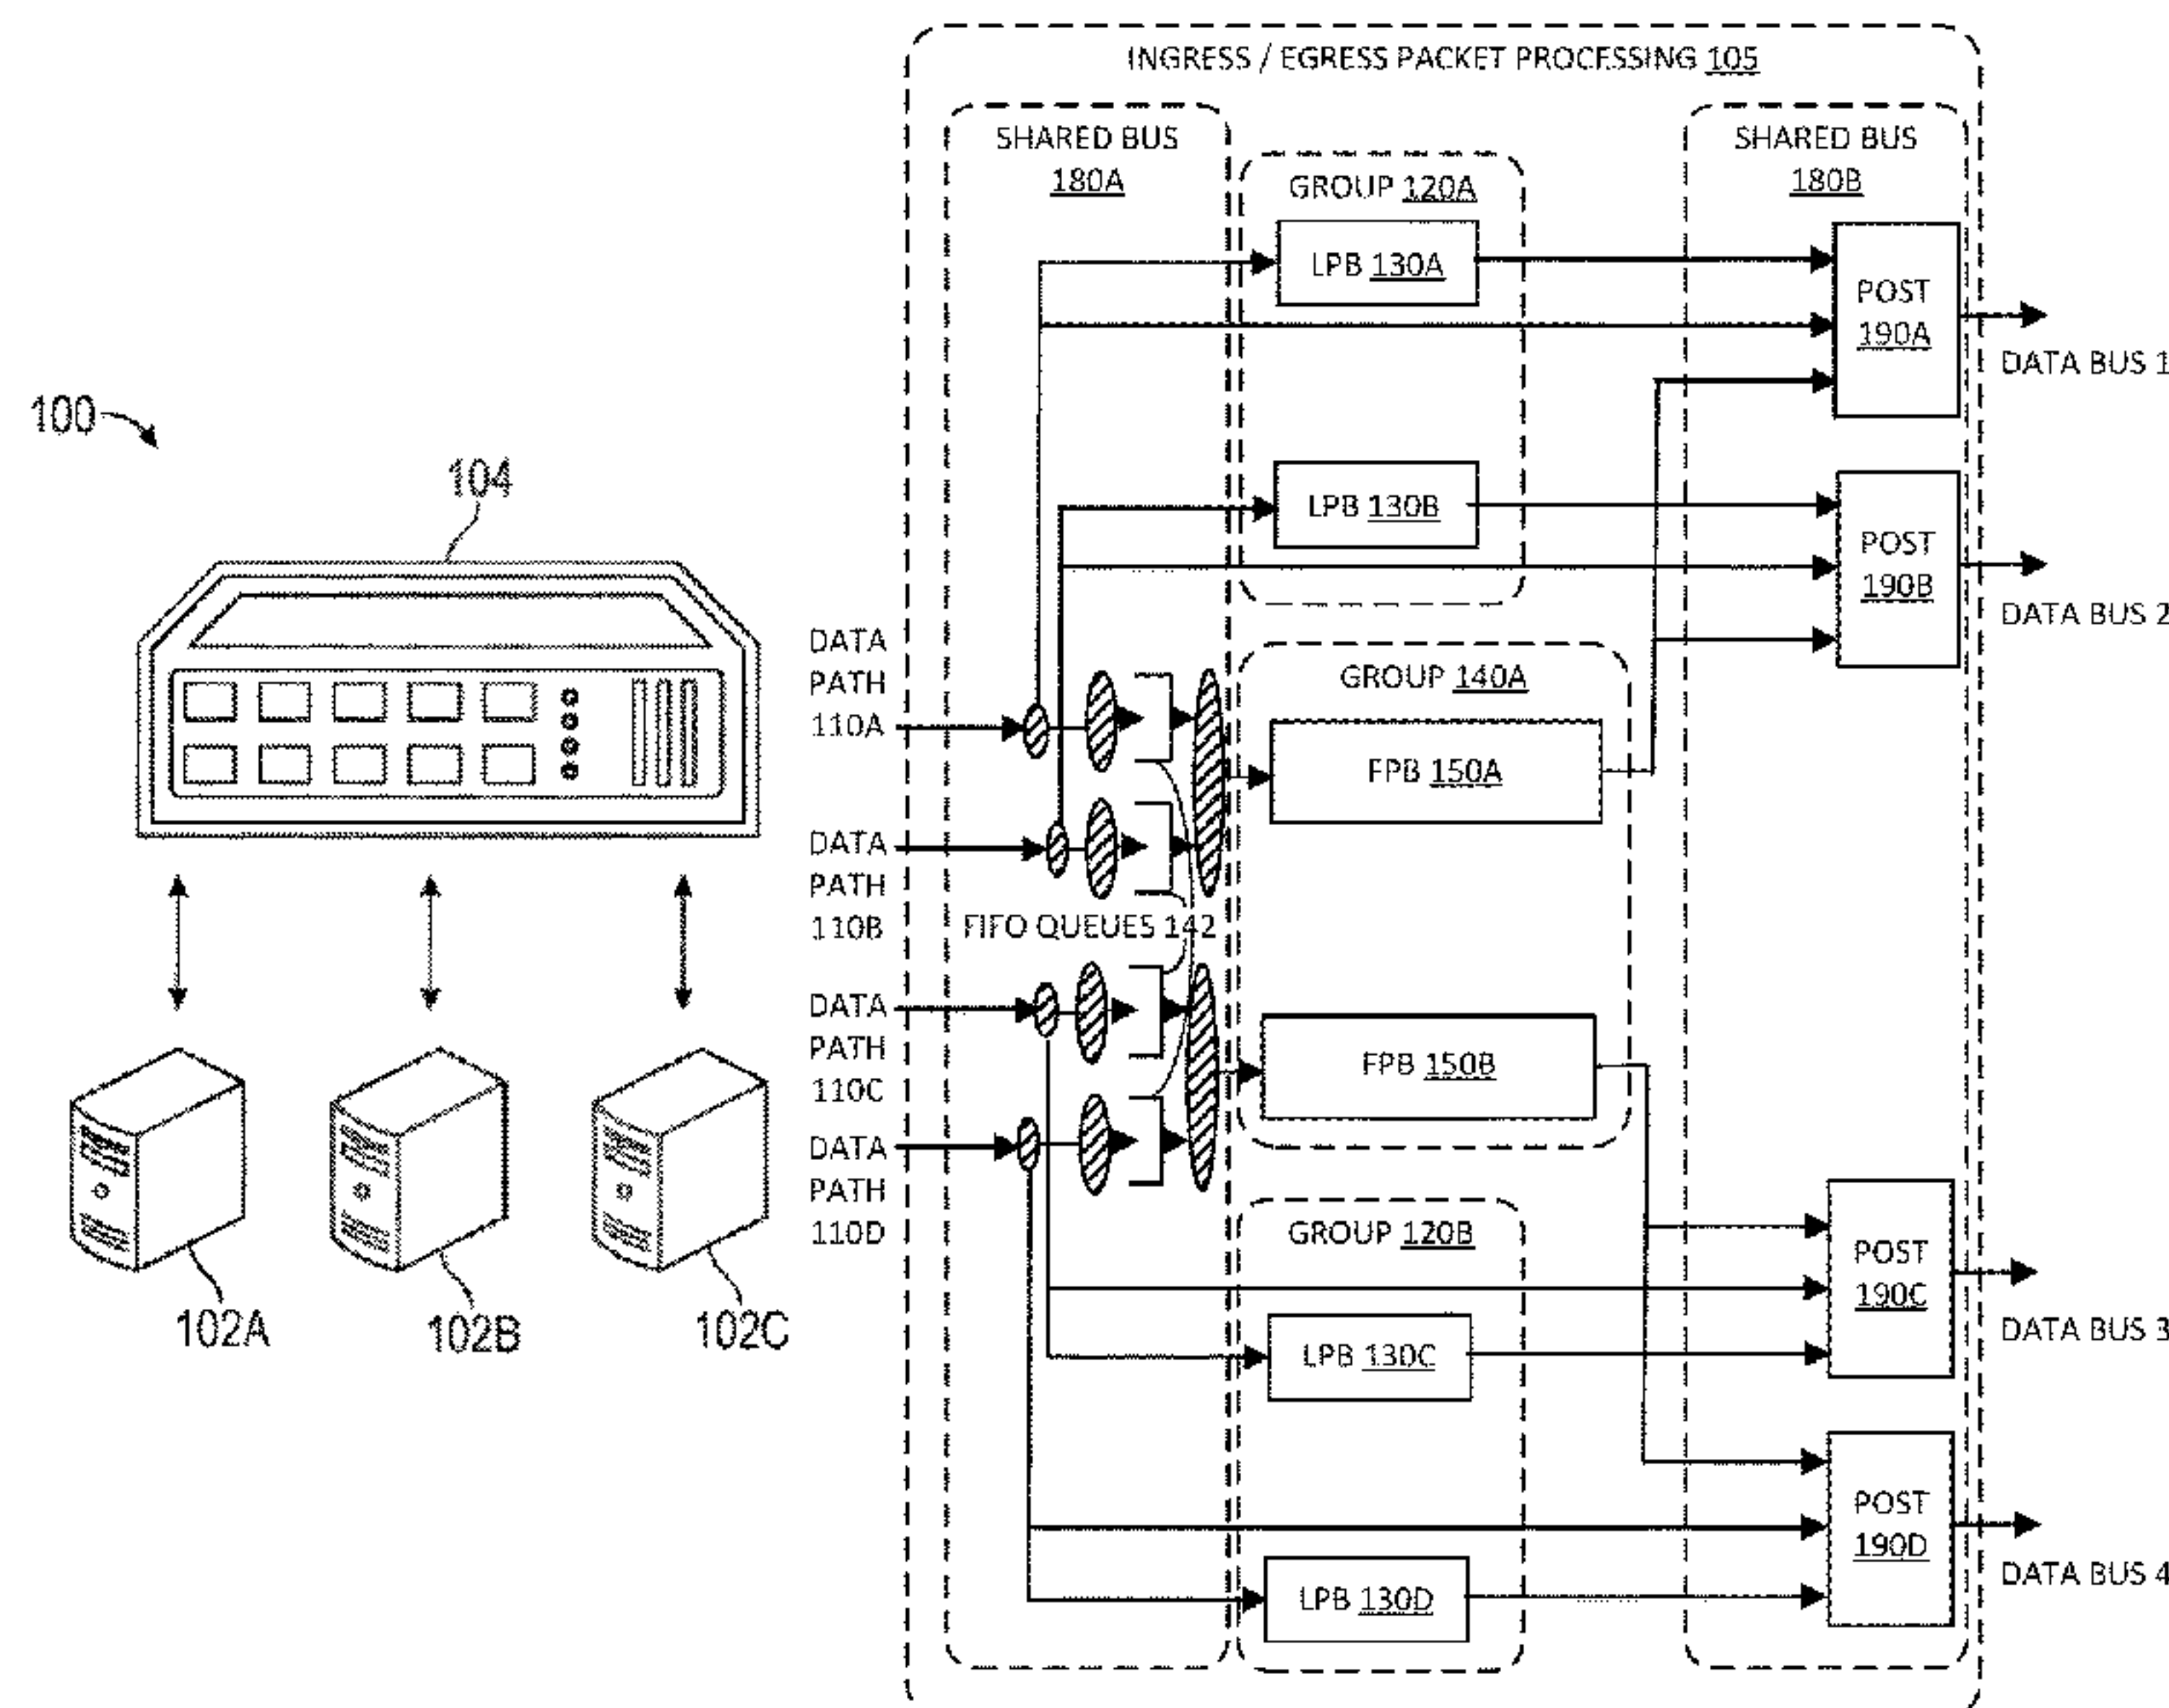 100
104
102A
102B
102C
INGRESS / EGRESS PACKET PROCESSING 105
SHARED BUS
180A
GROUP 120A
LPB 130A
LPB 130B
SHARED BUS
180B
POST
190A
DATA BUS 1
POST
190B
DATA BUS 2
DATA
PATH
110A
DATA
PATH
110B
FIFO QUEUES 142
DATA
PATH
110C
DATA
PATH
110D
GROUP 140A
FPB 150A
FPB 150B
GROUP 120B
LPB 130C
LPB 130D
POST
190C
DATA BUS 3
POST
190D
DATA BUS 4